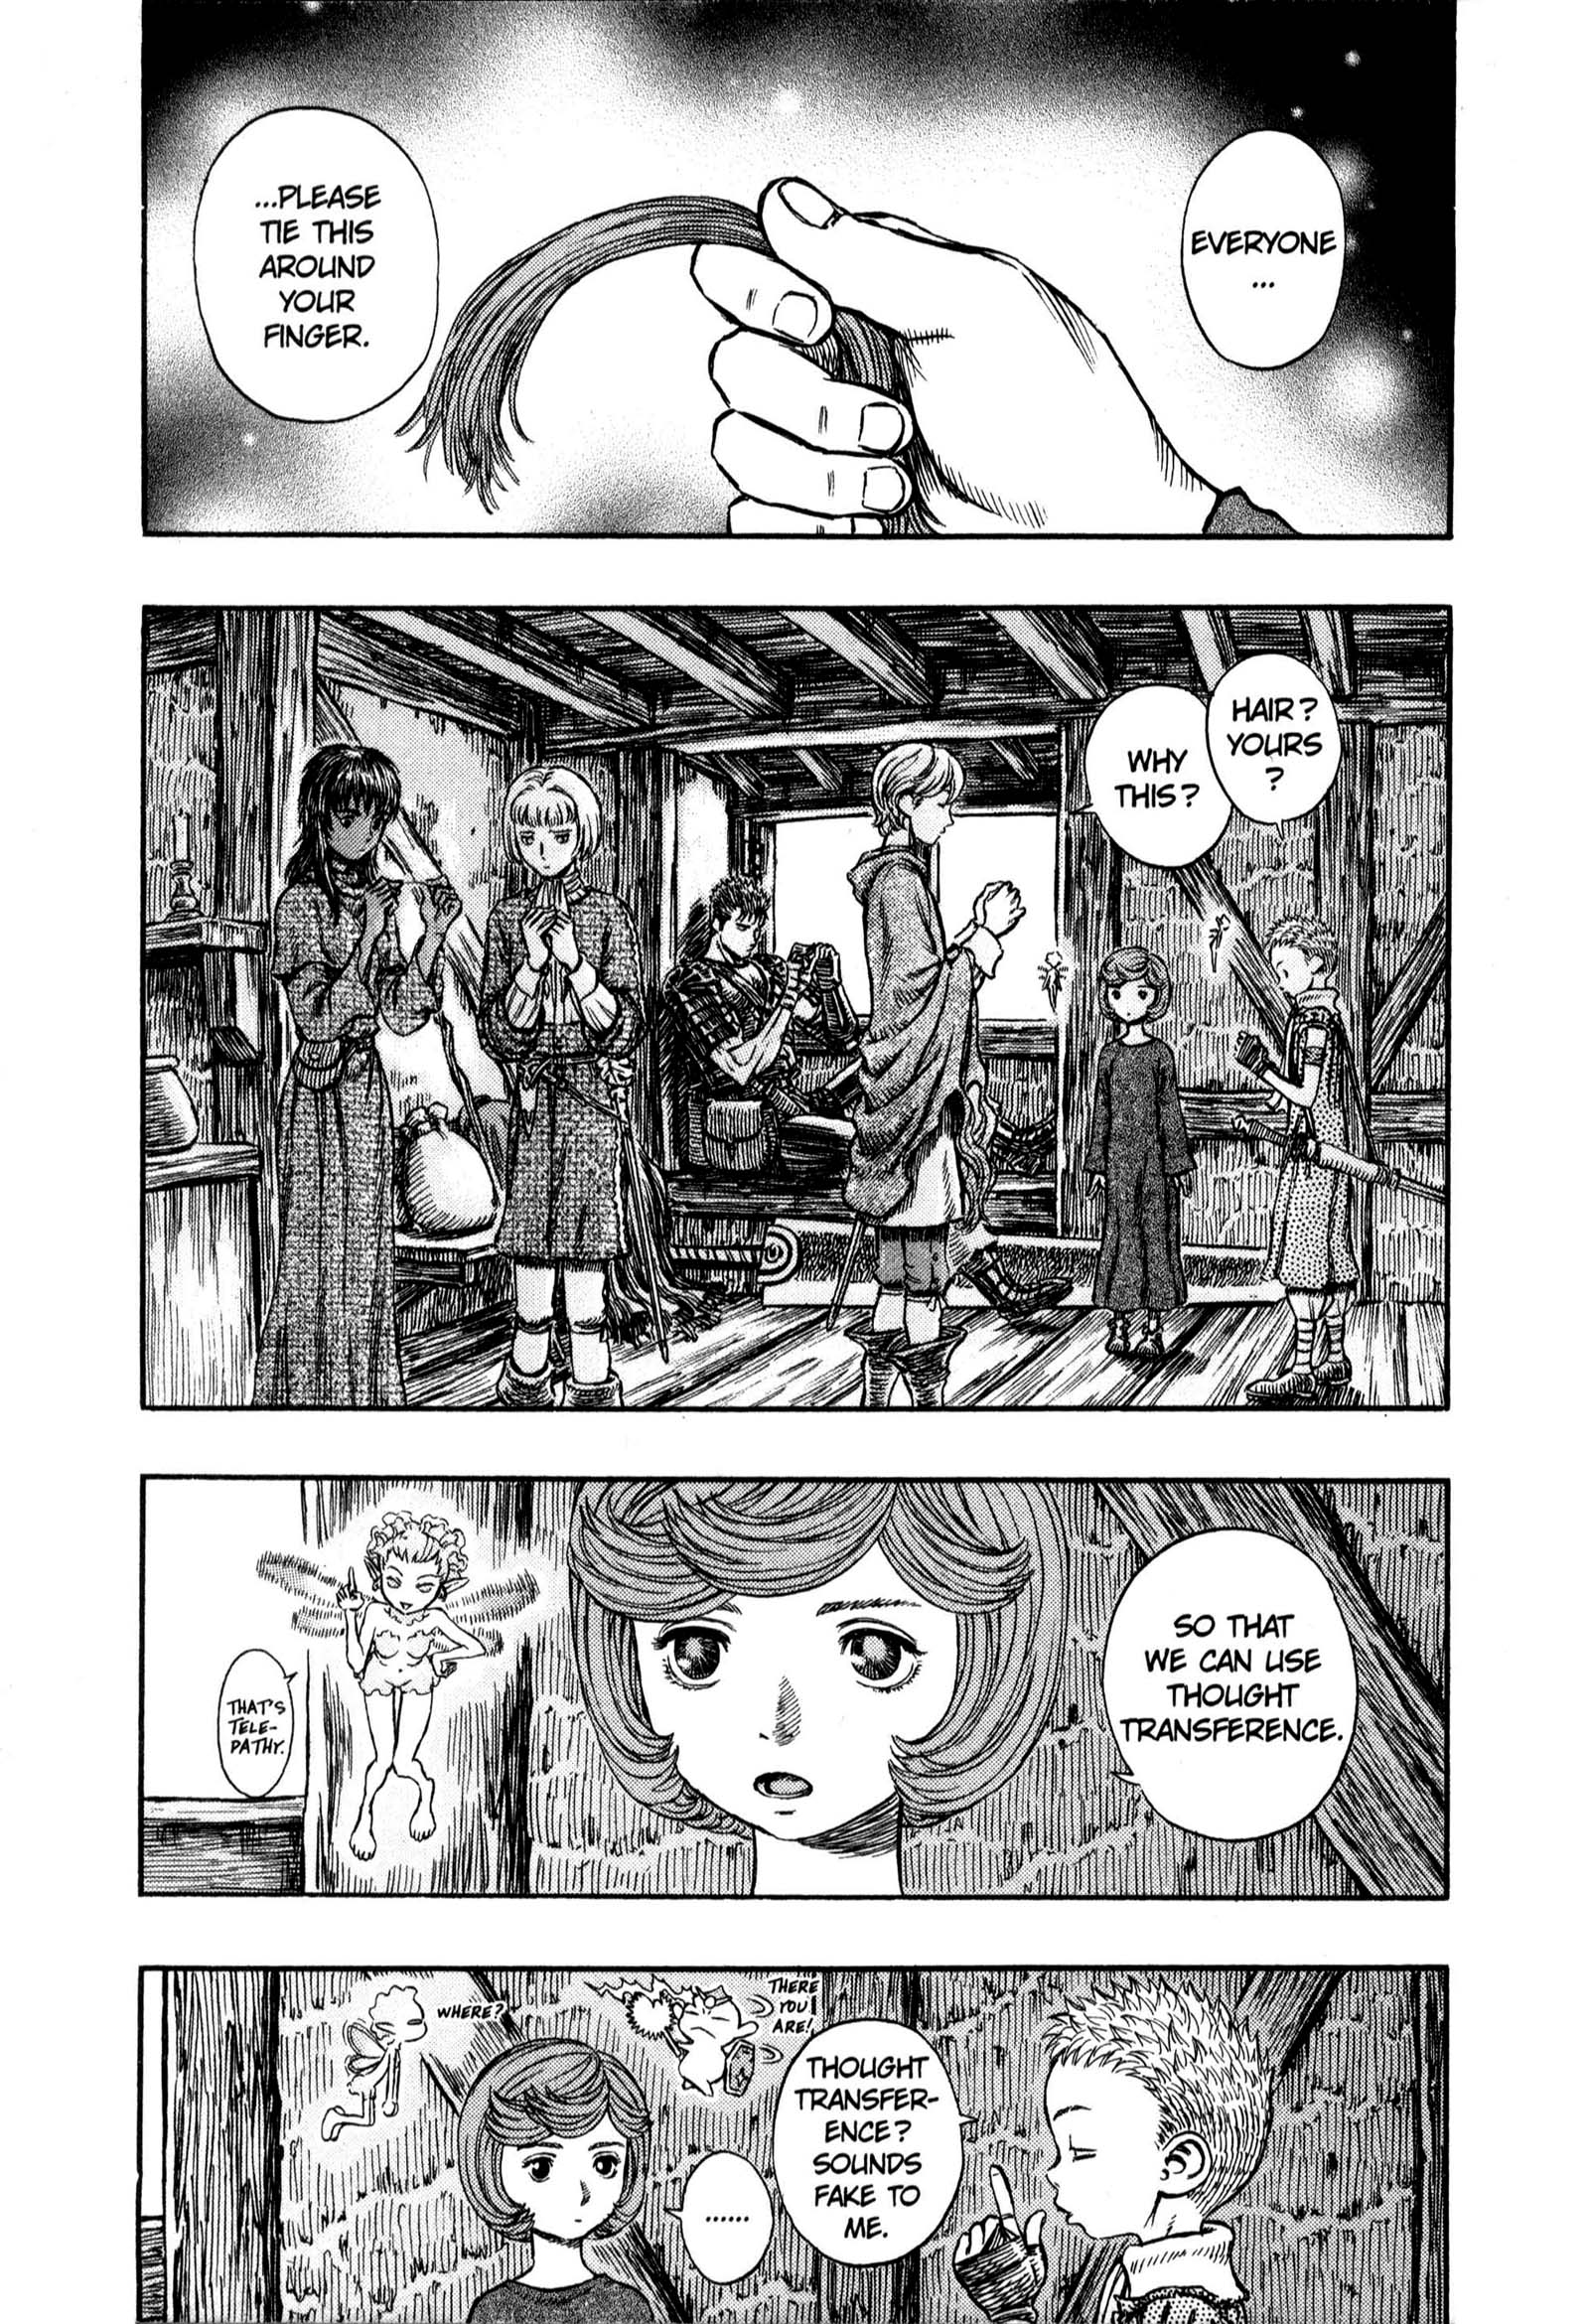 EVERYONE
...
...PLEASE
TIE THIS
AROUND
YOUR
FINGER.
HAIR?
YOURS
?
WHY
THIS?
SO THAT
WE CAN USE
THOUGHT
TRANSFERENCE.
THAT'S
TELE-
PATHY.
THERE
YOU
ARE!
WHERE?
THOUGHT
TRANSFER-
ENCE?
SOUNDS
FAKE TO
ME.
......